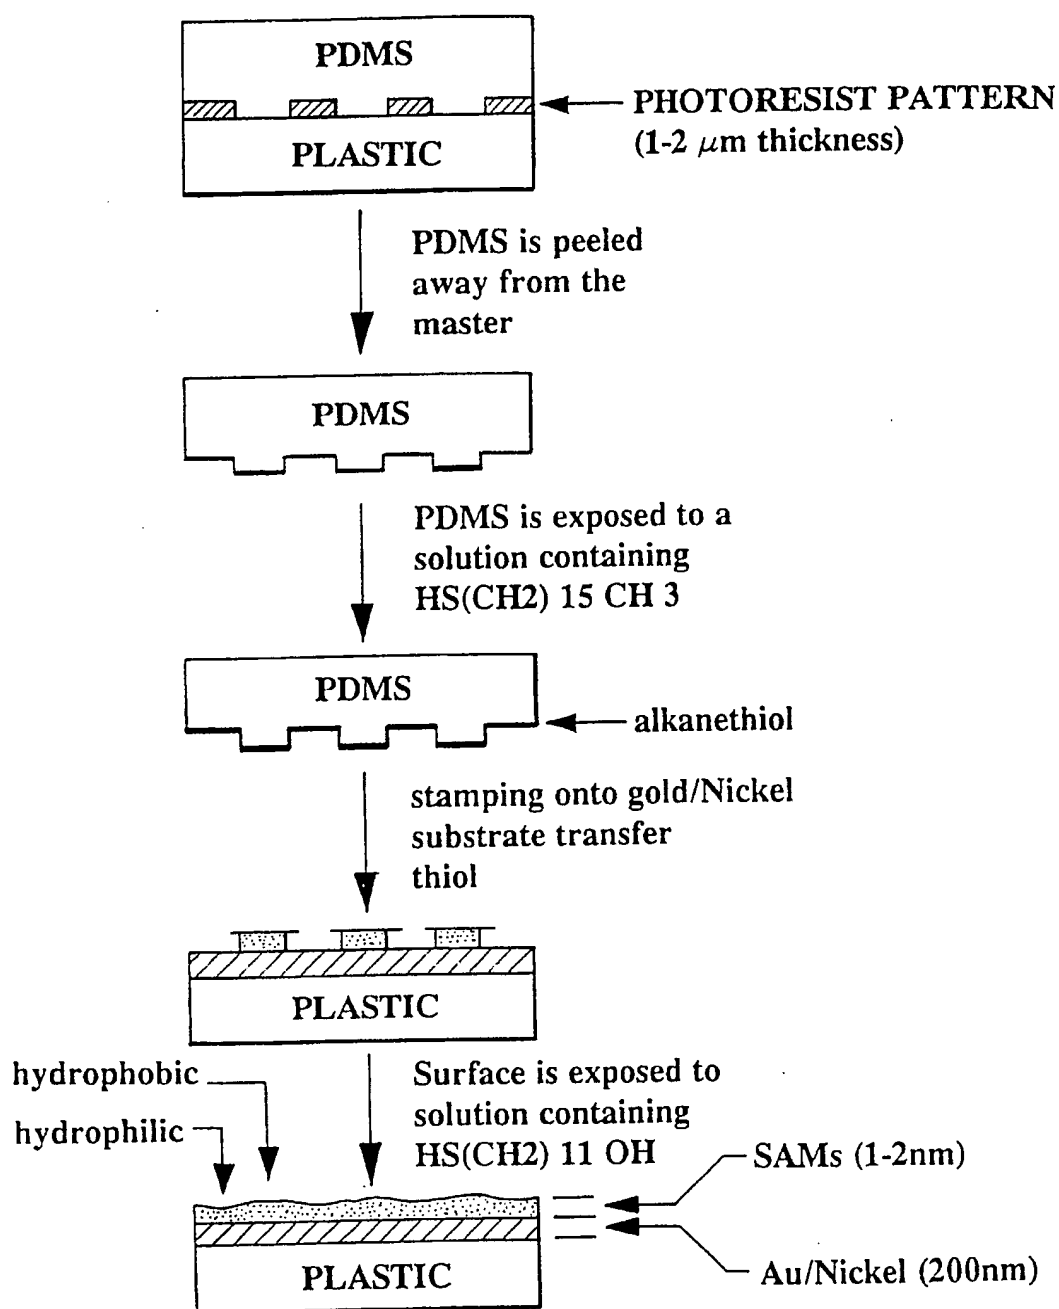 PDMS
PHOTORESIST PATTERN
(1-2 μm thickness)
PLASTIC
PDMS is peeled
away from the
master
PDMS
PDMS is exposed to a
solution containing
HS(CH2) 15 CH 3
PDMS
alkanethiol
stamping onto gold/Nickel
substrate transfer
thiol
PLASTIC
hydrophobic
hydrophilic
Surface is exposed to
solution containing
HS(CH2) 11 OH
SAMs (1-2nm)
Au/Nickel (200nm)
PLASTIC